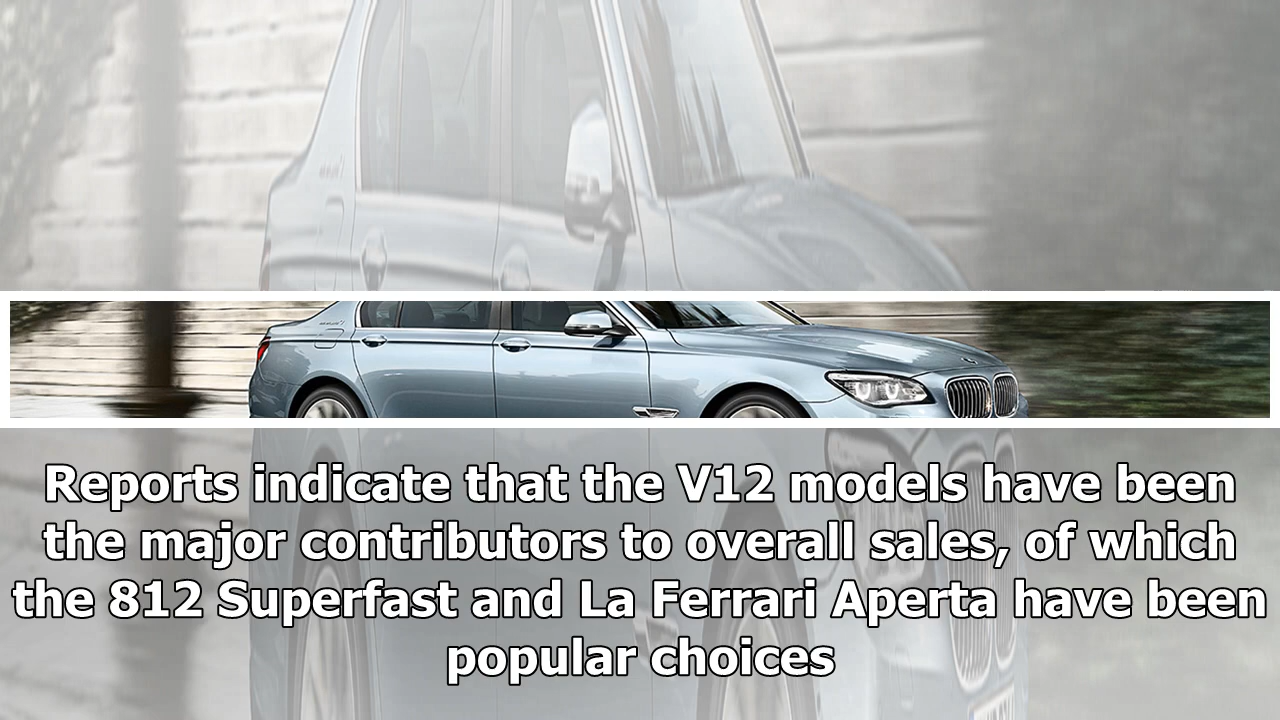 Reports indicate that the V12 models have been
the major contributors to overall sales, of which
the 812 Superfast and La Ferrari Aperta have been
popular choices